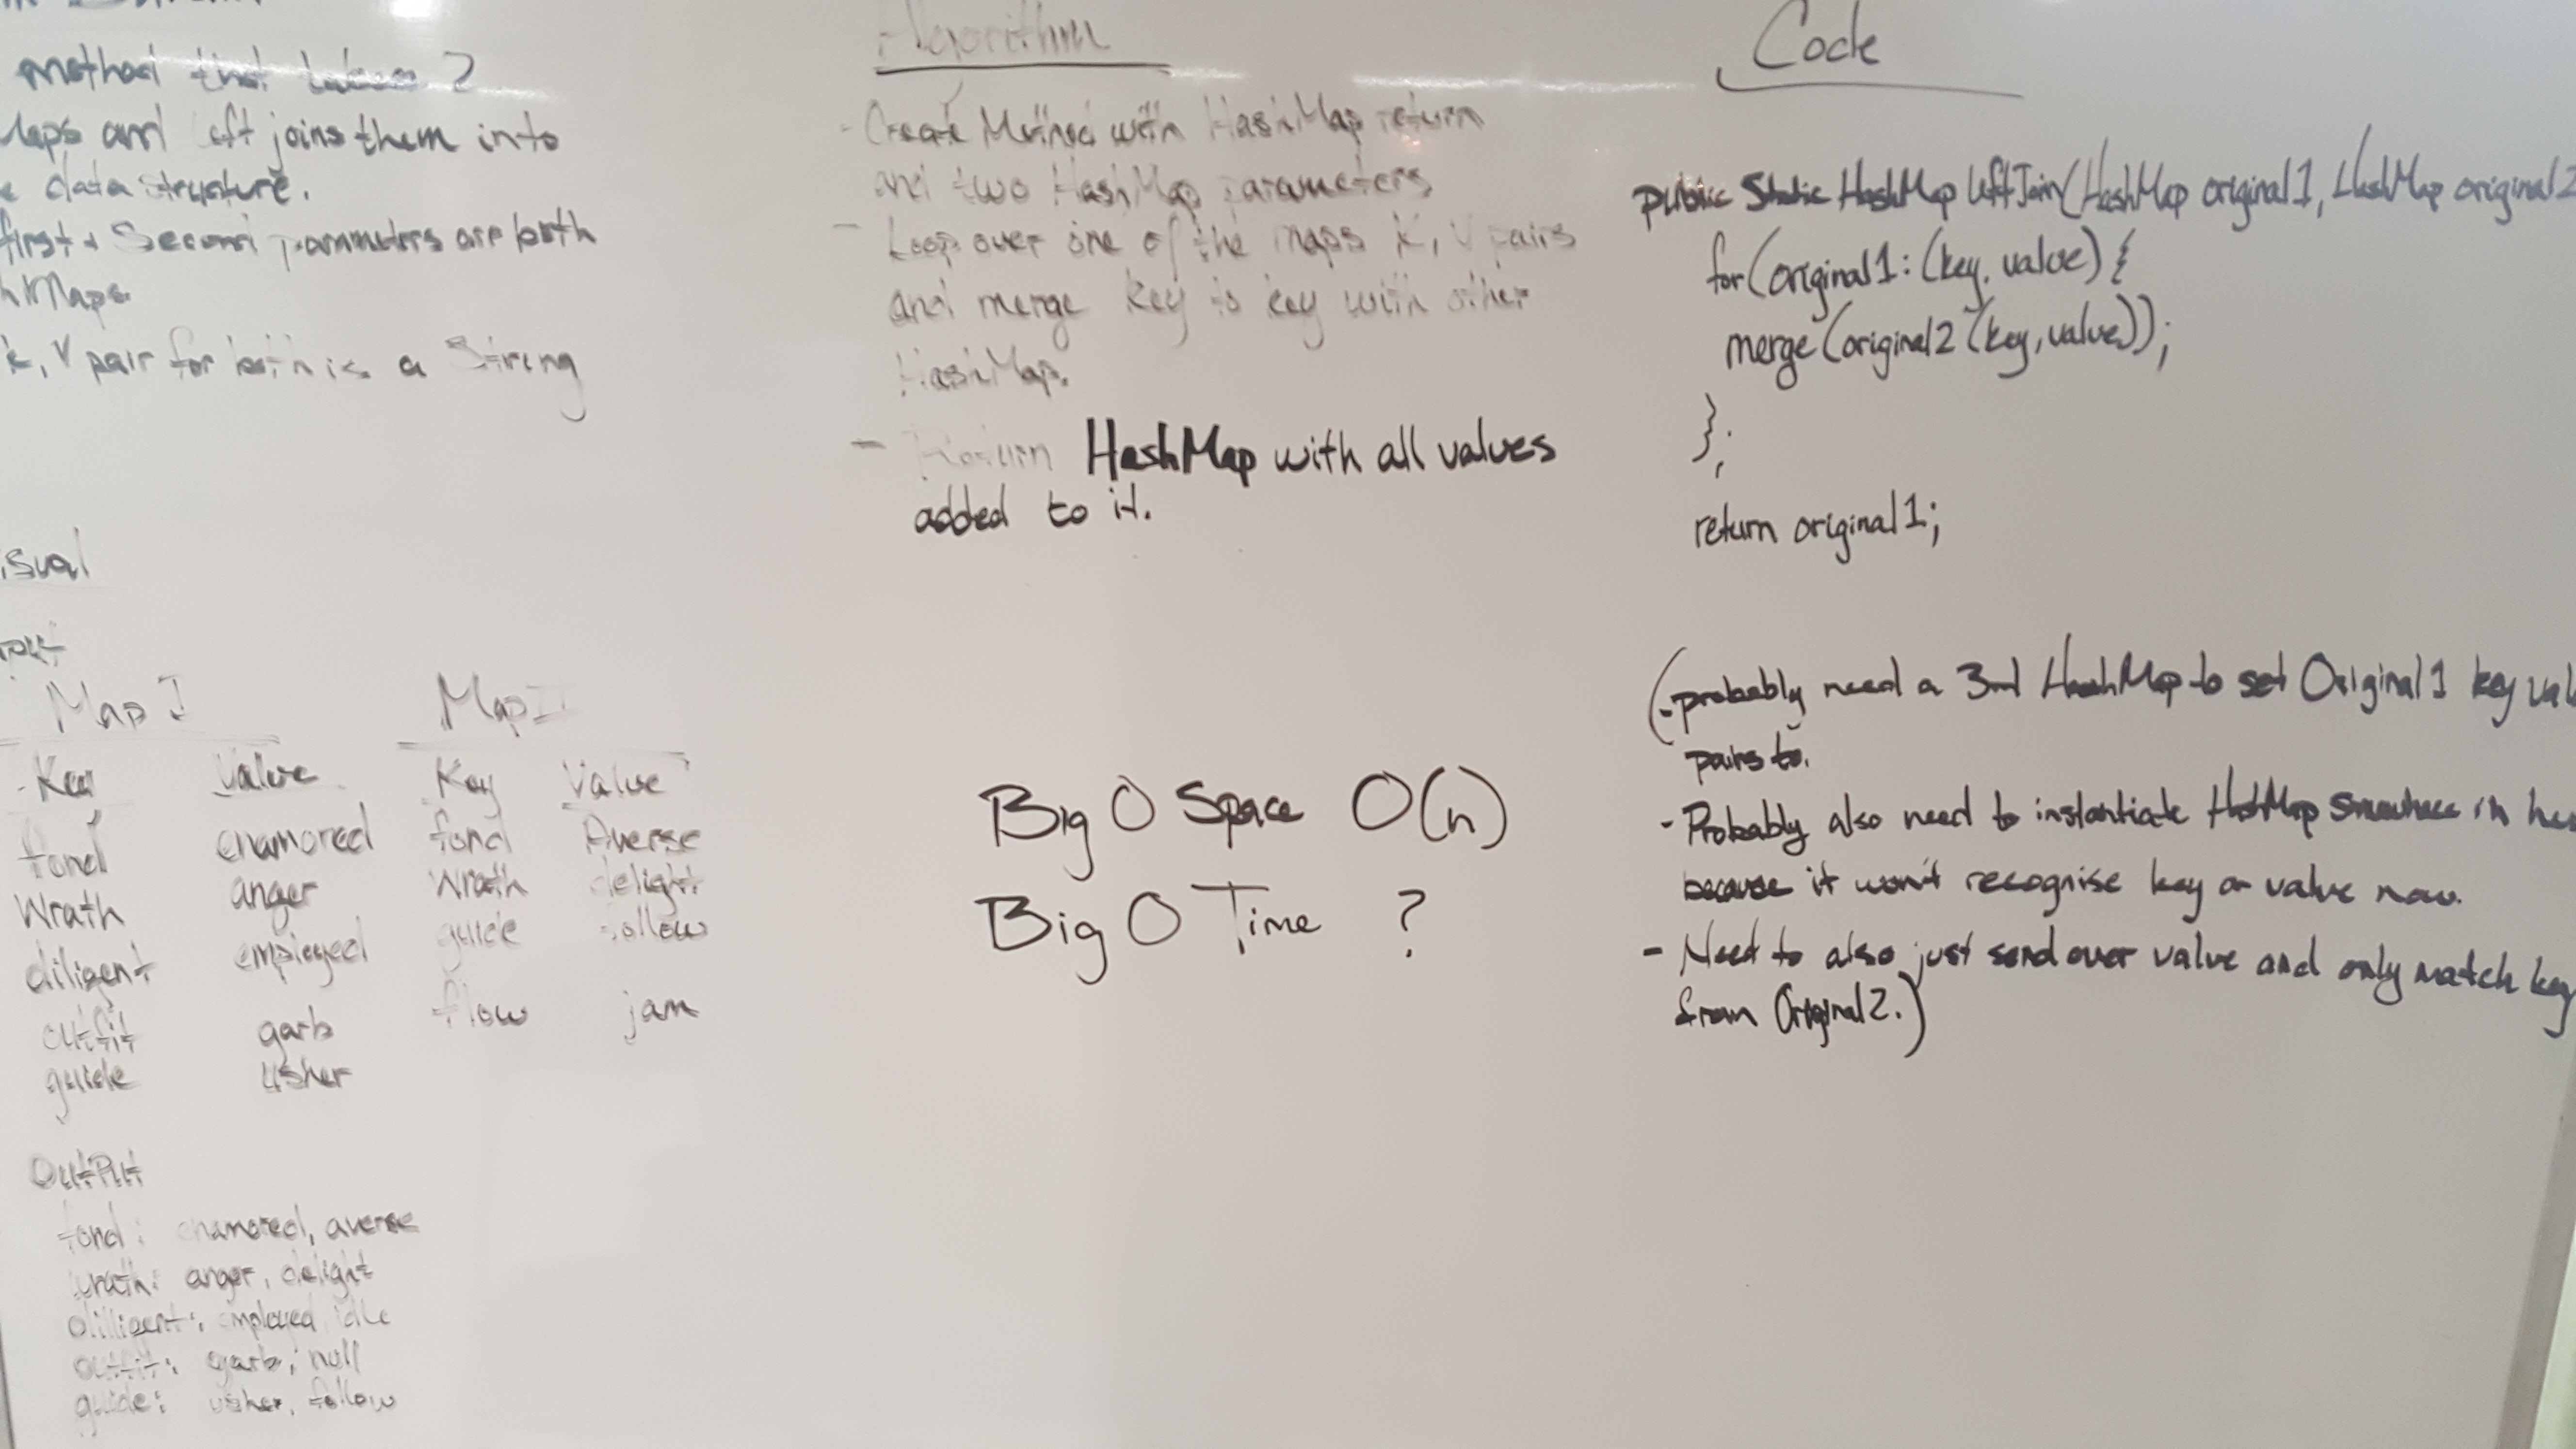 method that takes 2
Maps and left joins them into
data structure.
first + Second parameters are both
hMaps.
k, V pair for both is a String
isual
put
Map I
Key Value
fond enamored
Wrath anger
diligent employed
outfit garb
guide usher
Map II
Key Value
fond Averse
Wrath delight
guide follow
flow jam
OutPut
fond: enamored, averse
wrath: anger, delight
dilligent: employed idle
outfit: garb, null
guide: usher, follow
Algorithm
- Create Method with HashMap return
and two HashMap parameters
- Loop over one of the maps K, V pairs
and merge key to key with other
HashMap.
- Return HashMap with all values
added to it.
Big O Space O(n)
Big O Time ?
Code
public static HashMap leftJoin(HashMap original1, HashMap original2
for(original1: (key, value) {
merge(original2 (key, value));
};
return original1;
(- probably need a 3rd HashMap to set Original1 key val
pairs to.
- Probably also need to instantiate HashMap somewhere in he
because it won't recognise key or value now.
- Need to also just send over value and only match key
from Original2.)